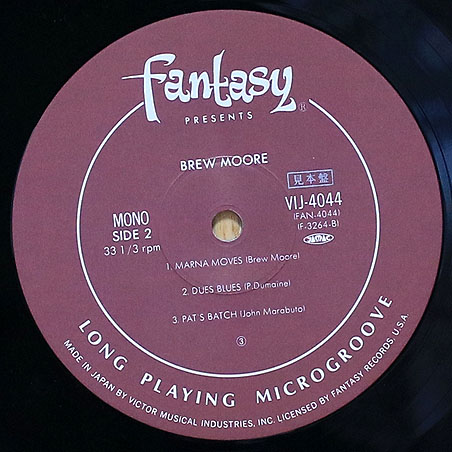 Fantasy®
PRESENTS
BREW MOORE
見本盤
MONO
SIDE 2
33 1/3 rpm
VIJ-4044
(FAN-4044)
(F-3264-B)
JASRAC
1. MARNA MOVES (Brew Moore)
2. DUES BLUES (P.Dumaine)
3. PAT'S BATCH (John Marabuto)
③
LONG PLAYING MICROGROOVE
MADE IN JAPAN BY VICTOR MUSICAL INDUSTRIES, INC. LICENSED BY FANTASY RECORDS U.S.A.